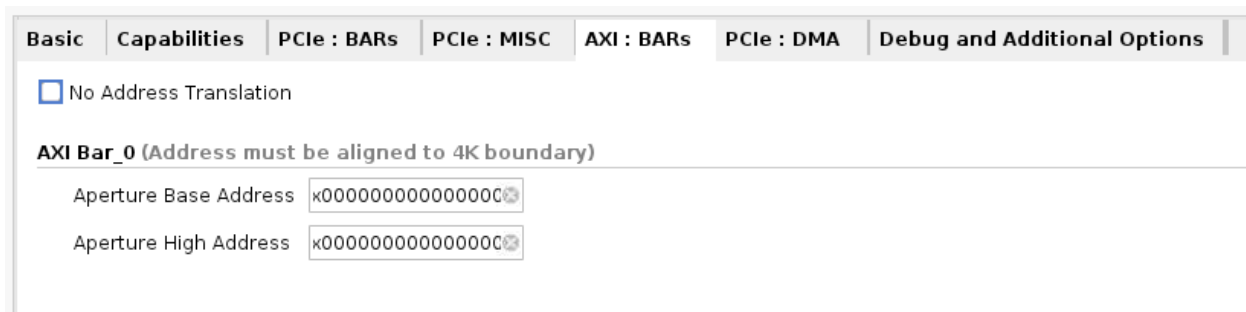 Basic Capabilities PCIe : BARs PCIe : MISC AXI : BARs PCIe : DMA Debug and Additional Options
No Address Translation
AXI Bar_0 (Address must be aligned to 4K boundary)
Aperture Base Address x000000000000000
Aperture High Address x000000000000000